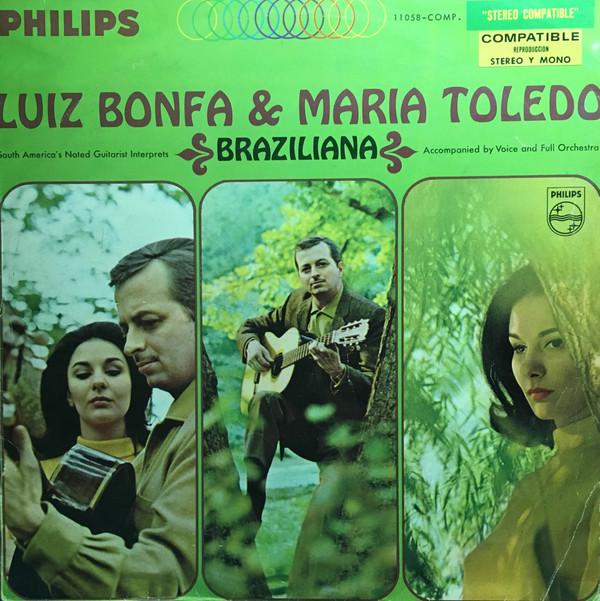 PHILIPS
11058-COMP.
"STEREO COMPATIBLE"
COMPATIBLE
REPRODUCCION
STEREO Y MONO
LUIZ BONFA & MARIA TOLEDO
BRAZILIANA
South America's Noted Guitarist Interprets
Accompanied by Voice and Full Orchestra
PHILIPS